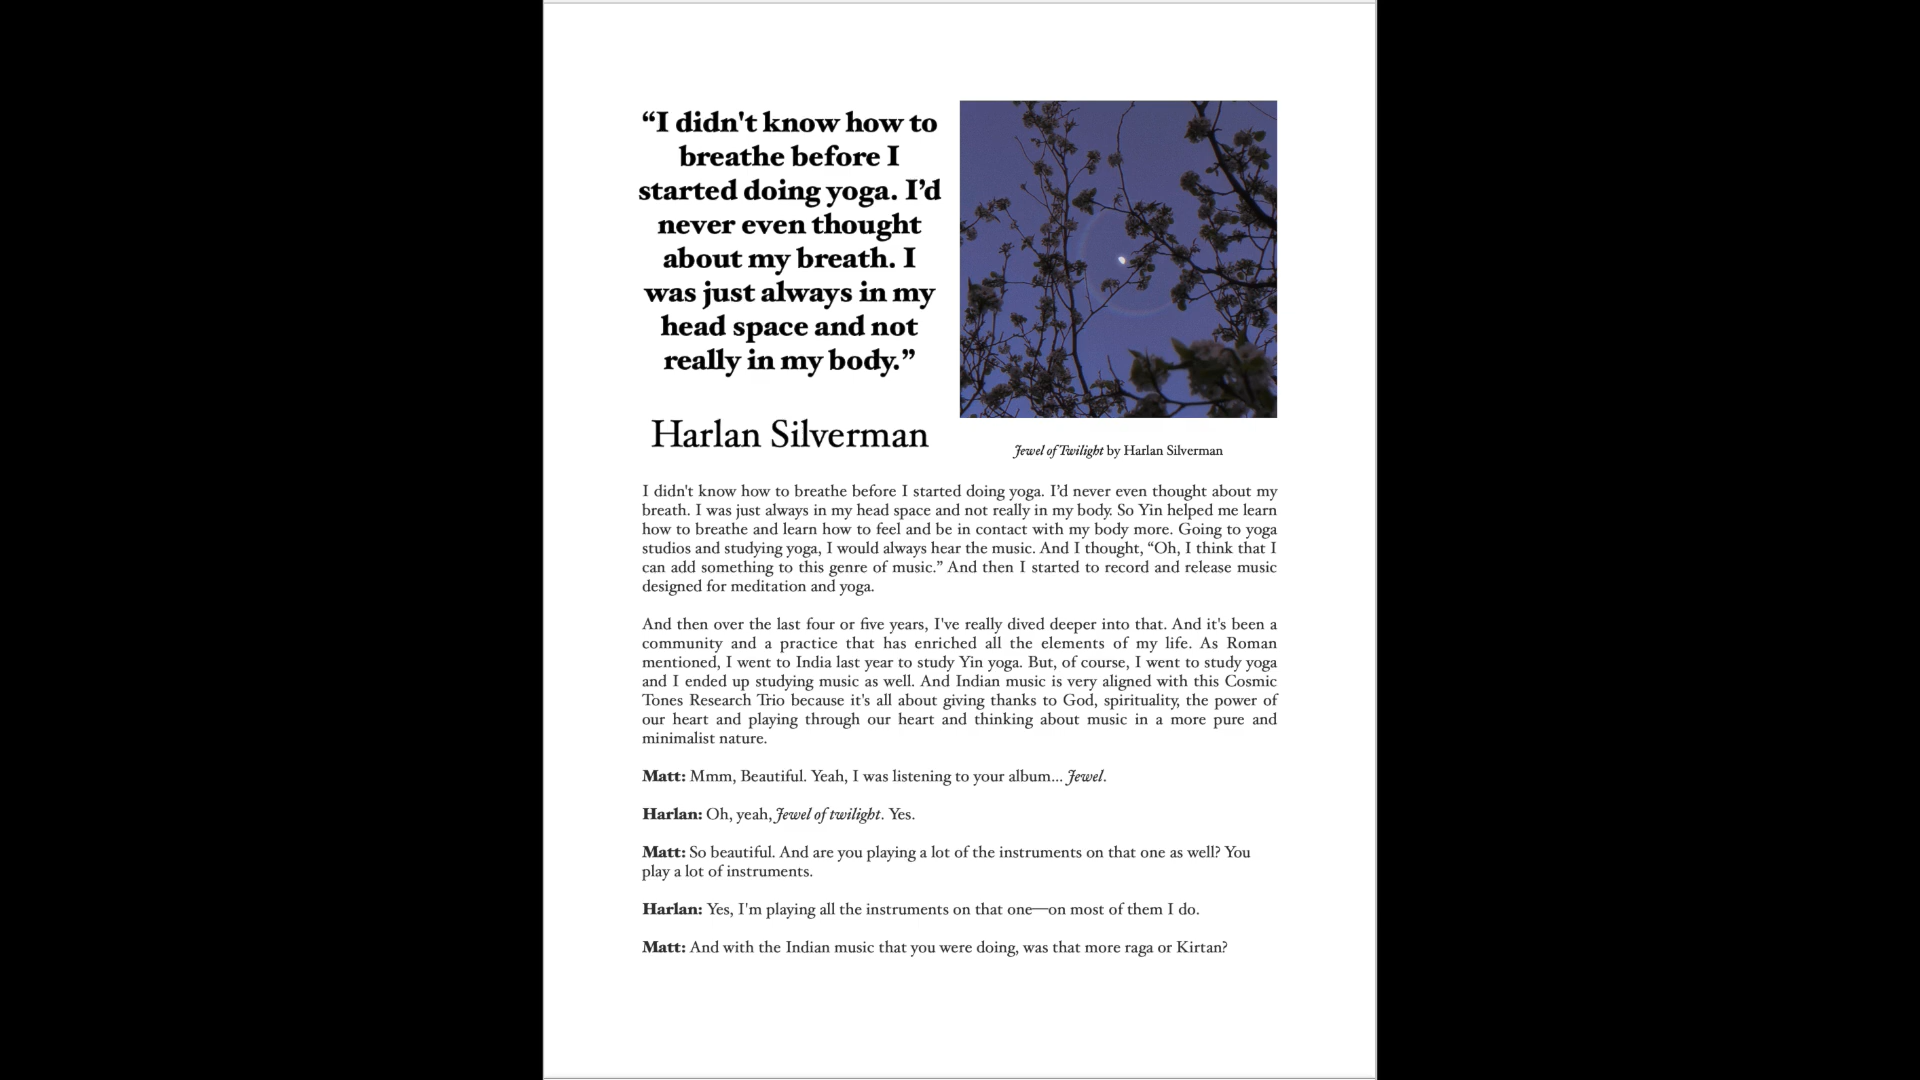 “I didn't know how to
breathe before I
started doing yoga. I’d
never even thought
about my breath. I
was just always in my
head space and not
really in my body.”
Harlan Silverman
Jewel of Twilight by Harlan Silverman
I didn't know how to breathe before I started doing yoga. I’d never even thought about my
breath. I was just always in my head space and not really in my body. So Yin helped me learn
how to breathe and learn how to feel and be in contact with my body more. Going to yoga
studios and studying yoga, I would always hear the music. And I thought, “Oh, I think that I
can add something to this genre of music.” And then I started to record and release music
designed for meditation and yoga.
And then over the last four or five years, I've really dived deeper into that. And it's been a
community and a practice that has enriched all the elements of my life. As Roman
mentioned, I went to India last year to study Yin yoga. But, of course, I went to study yoga
and I ended up studying music as well. And Indian music is very aligned with this Cosmic
Tones Research Trio because it's all about giving thanks to God, spirituality, the power of
our heart and playing through our heart and thinking about music in a more pure and
minimalist nature.
Matt: Mmm, Beautiful. Yeah, I was listening to your album... Jewel.
Harlan: Oh, yeah, Jewel of twilight. Yes.
Matt: So beautiful. And are you playing a lot of the instruments on that one as well? You
play a lot of instruments.
Harlan: Yes, I'm playing all the instruments on that one—on most of them I do.
Matt: And with the Indian music that you were doing, was that more raga or Kirtan?